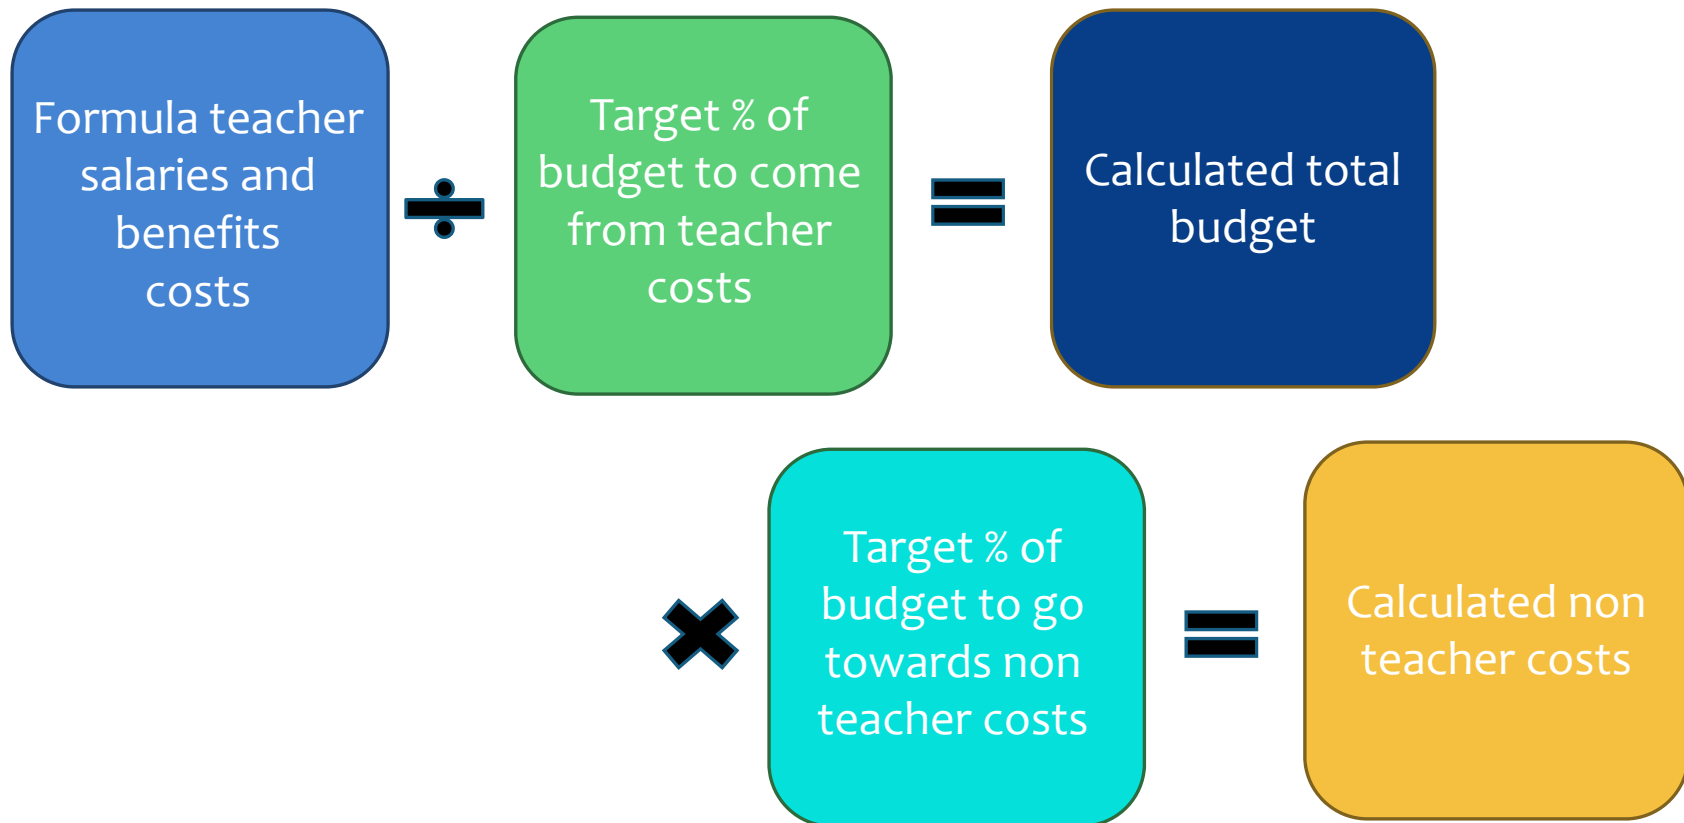 Formula teacher
salaries and
benefits
costs
÷
Target % of
budget to come
from teacher
costs
=
Calculated total
budget
×
Target % of
budget to go
towards non
teacher costs
=
Calculated non
teacher costs